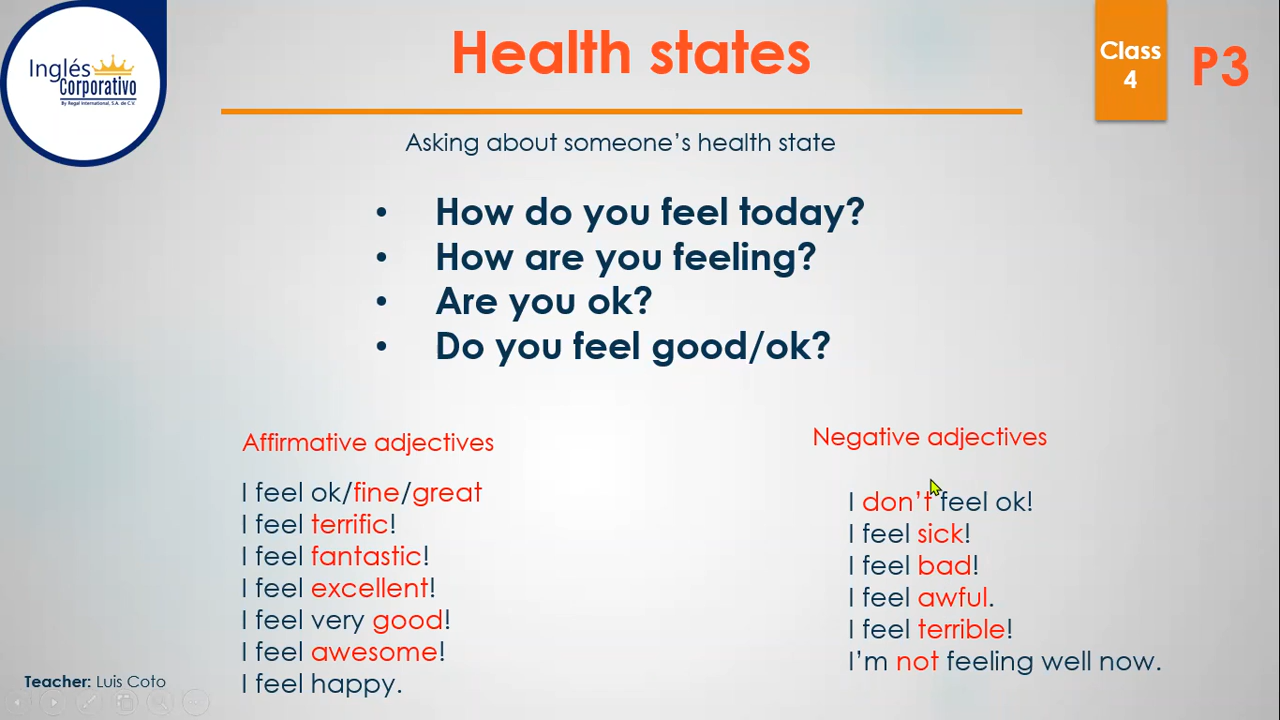 Inglés
Corporativo
By Regal International, S.A. de C.V.
Health states
Class
4
P3
Asking about someone's health state
• How do you feel today?
• How are you feeling?
• Are you ok?
• Do you feel good/ok?
Affirmative adjectives
I feel ok/fine/great
I feel terrific!
I feel fantastic!
I feel excellent!
I feel very good!
I feel awesome!
I feel happy.
Negative adjectives
I don't feel ok!
I feel sick!
I feel bad!
I feel awful.
I feel terrible!
I'm not feeling well now.
Teacher: Luis Coto